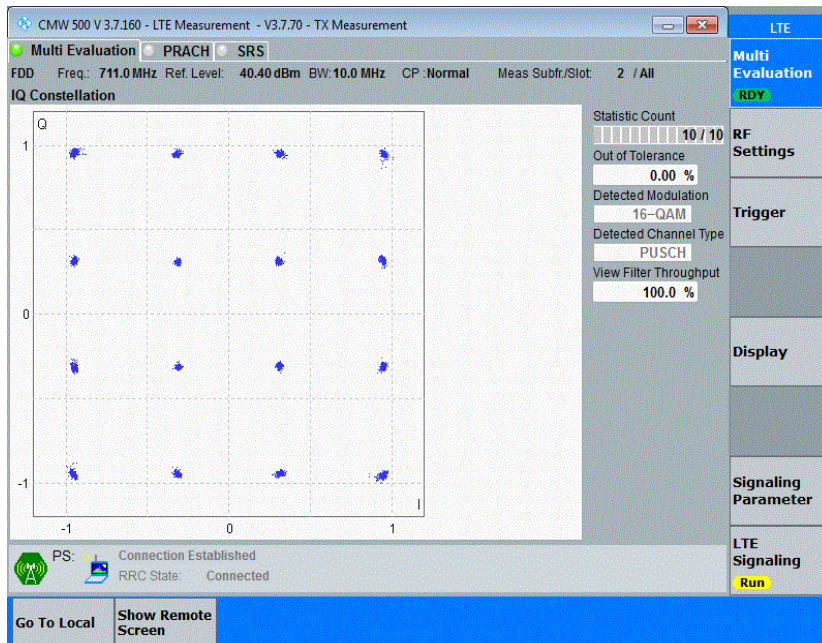 CMW 500 V 3.7.160 - LTE Measurement - V3.7.70 - TX Measurement
LTE
Multi Evaluation PRACH SRS
FDD Freq.: 711.0 MHz Ref. Level: 40.40 dBm BW: 10.0 MHz CP : Normal Meas Subfr./Slot: 2 / All
IQ Constellation
Q
1
0
-1
-1 0 1
I
Statistic Count
10 / 10
Out of Tolerance
0.00 %
Detected Modulation
16-QAM
Detected Channel Type
PUSCH
View Filter Throughput
100.0 %
Multi
Evaluation
RDY
RF
Settings
Trigger
Display
Signaling
Parameter
LTE
Signaling
Run
PS: Connection Established
RRC State: Connected
Go To Local
Show Remote
Screen